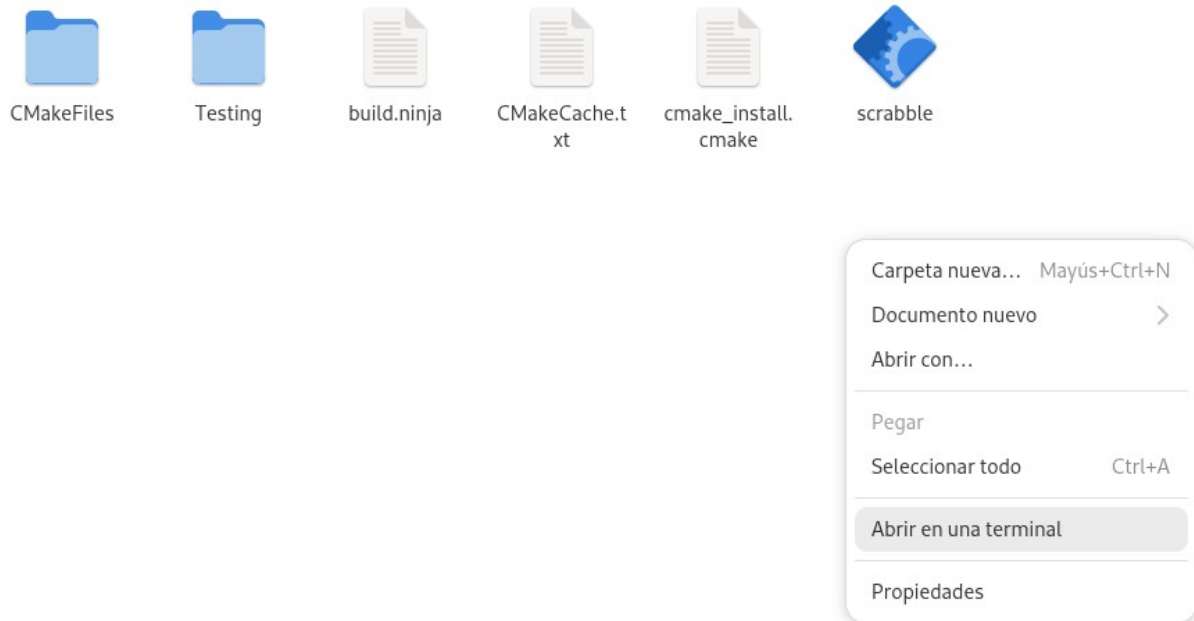 CMakeFiles
Testing
build.ninja
CMakeCache.t
xt
cmake_install.
cmake
scrabble
Carpeta nueva... Mayús+Ctrl+N
Documento nuevo
Abrir con...
Pegar
Seleccionar todo Ctrl+A
Abrir en una terminal
Propiedades